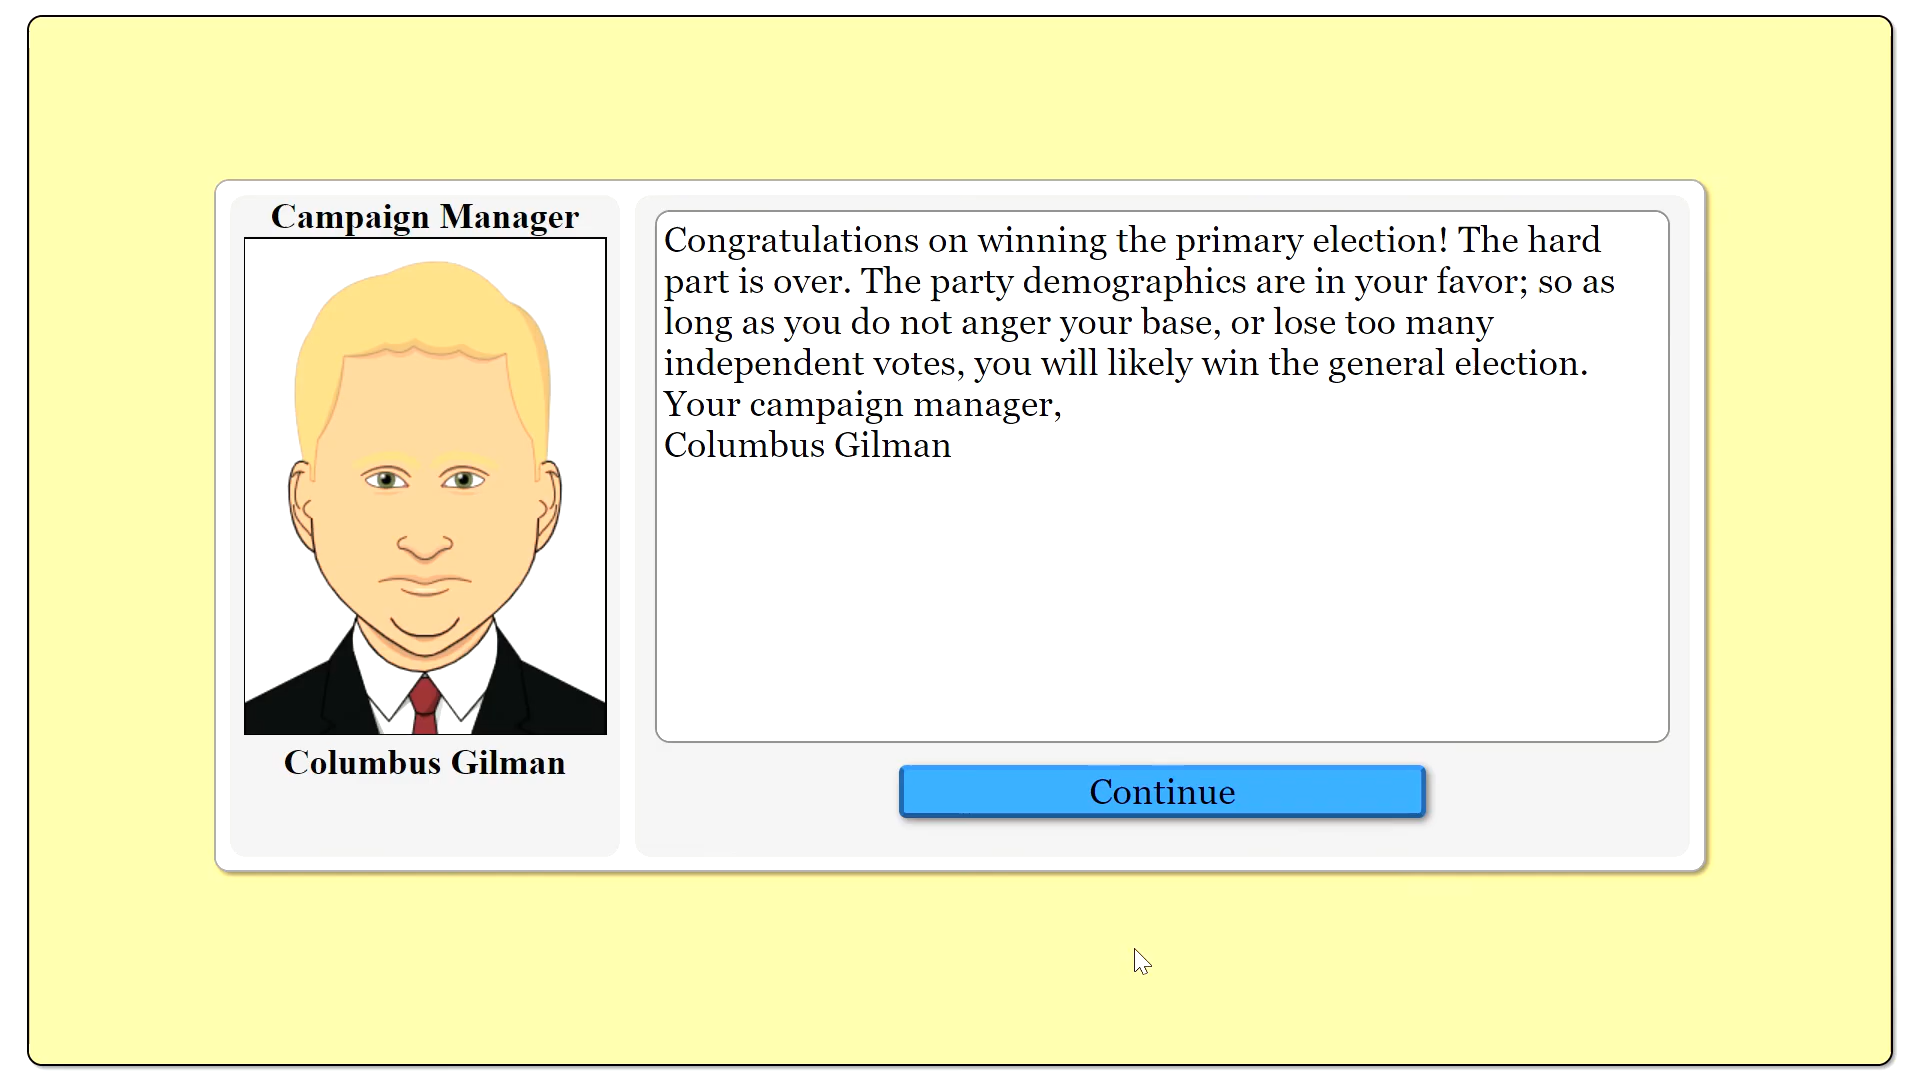 Campaign Manager
Columbus Gilman
Congratulations on winning the primary election! The hard
part is over. The party demographics are in your favor; so as
long as you do not anger your base, or lose too many
independent votes, you will likely win the general election.
Your campaign manager,
Columbus Gilman
Continue